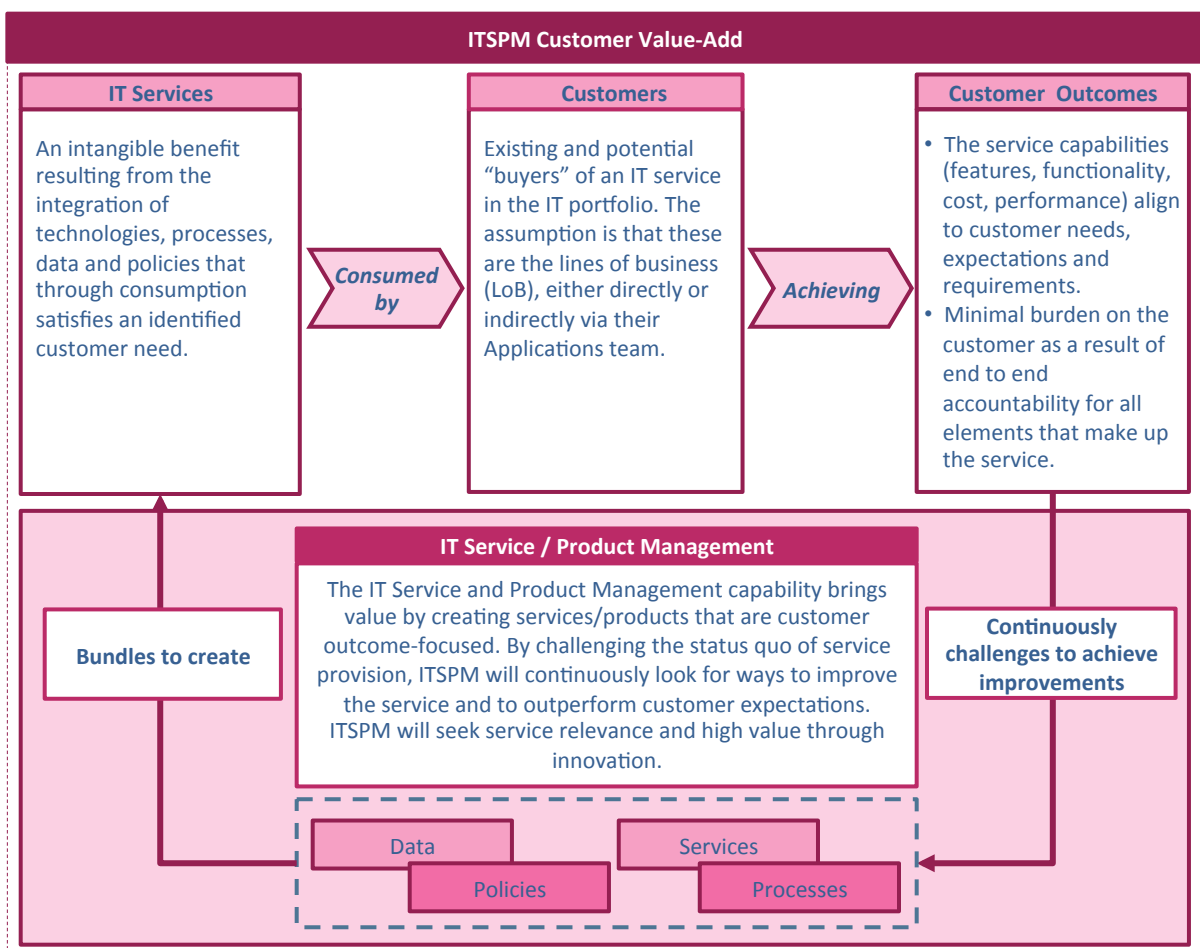 ITSPM Customer Value-Add
IT Services
An intangible benefit
resulting from the
integration of
technologies, processes,
data and policies that
through consumption
satisfies an identified
customer need.
Consumed
by
Customers
Existing and potential
“buyers” of an IT service
in the IT portfolio. The
assumption is that these
are the lines of business
(LoB), either directly or
indirectly via their
Applications team.
Achieving
Customer Outcomes
• The service capabilities
(features, functionality,
cost, performance) align
to customer needs,
expectations and
requirements.
• Minimal burden on the
customer as a result of
end to end
accountability for all
elements that make up
the service.
Bundles to create
IT Service / Product Management
The IT Service and Product Management capability brings
value by creating services/products that are customer
outcome-focused. By challenging the status quo of service
provision, ITSPM will continuously look for ways to improve
the service and to outperform customer expectations.
ITSPM will seek service relevance and high value through
innovation.
Continuously
challenges to achieve
improvements
Data
Services
Policies
Processes